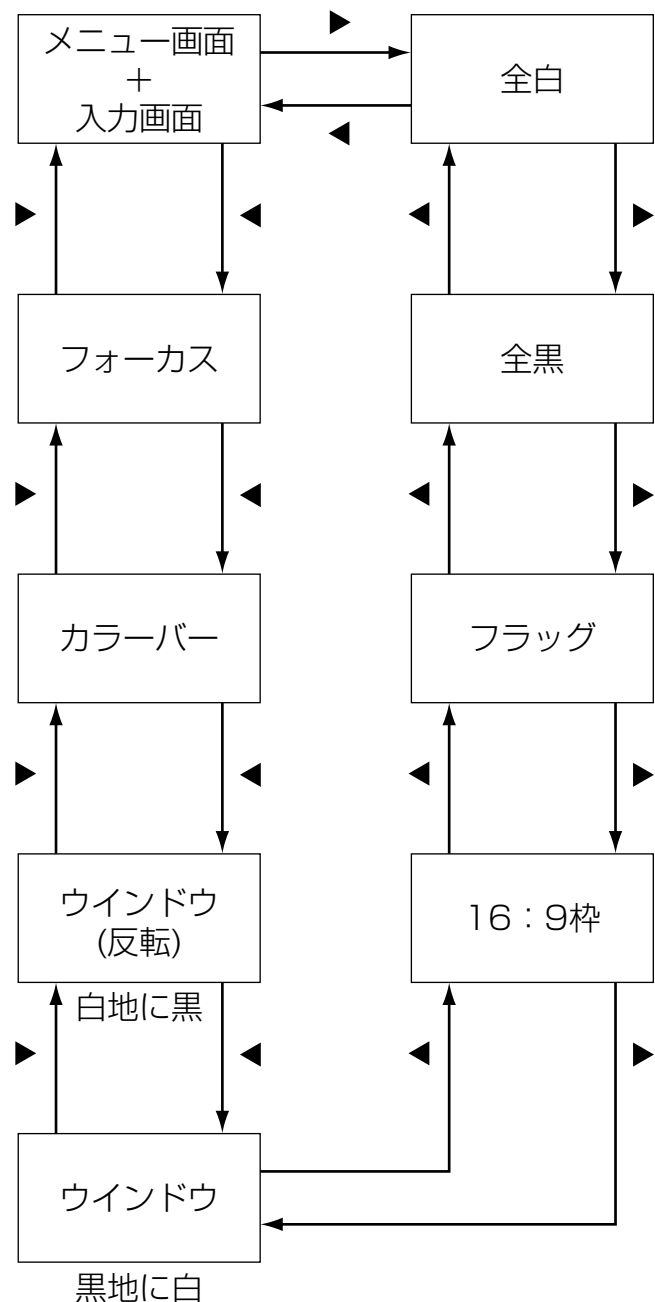 メニュー画面
＋
入力画面
▶
◀
全白
▶
◀
◀
▶
フォーカス
全黒
▶
◀
◀
▶
カラーバー
フラッグ
▶
◀
◀
▶
ウインドウ
(反転)
16：9枠
白地に黒
▶
◀
◀
▶
ウインドウ
黒地に白